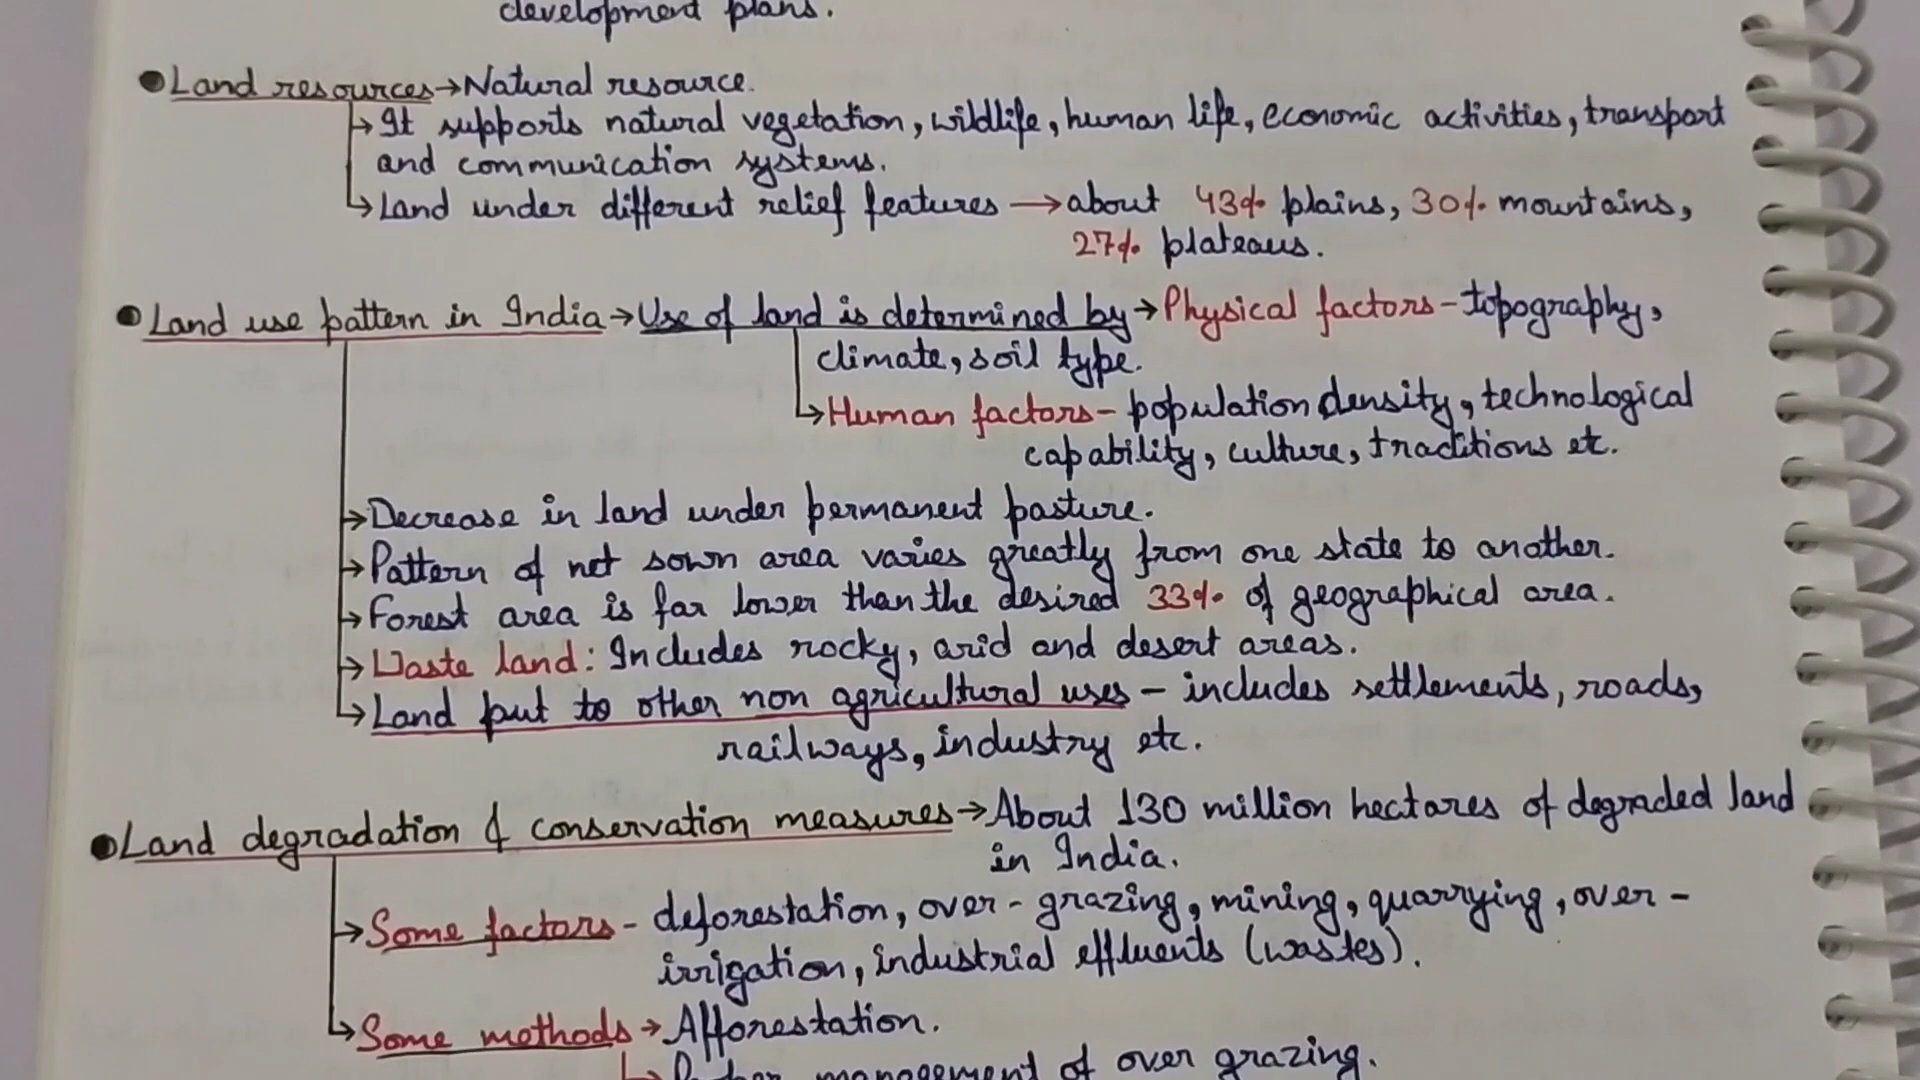 development plans.
●Land resources→Natural resource.
→It supports natural vegetation, wildlife, human life, economic activities, transport
and communication systems.
→Land under different relief features → about 43% plains, 30% mountains,
27% plateaus.
●Land use pattern in India→Use of land is determined by→Physical factors-topography,
climate, soil type.
→Human factors- population density, technological
capability, culture, traditions etc.
→Decrease in land under permanent pasture.
→Pattern of net sown area varies greatly from one state to another.
→Forest area is far lower than the desired 33% of geographical area.
→Waste land: Includes rocky, arid and desert areas.
→Land put to other non agricultural uses - includes settlements, roads,
railways, industry etc.
●Land degradation & conservation measures→About 130 million hectares of degraded land
in India.
→Some factors- deforestation, over-grazing, mining, quarrying, over-
irrigation, industrial effluents (wastes).
→Some methods→Afforestation.
management of over grazing.